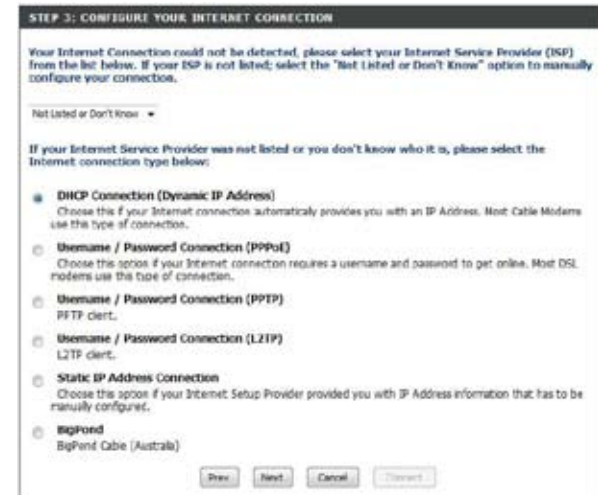 STEP 3: CONFIGURE YOUR INTERNET CONNECTION
Your Internet Connection could not be detected, please select your Internet Service Provider (ISP)
from the list below. If your ISP is not listed; select the "Not Listed or Don't Know" option to manually
configure your connection.
Not Listed or Don't Know
If your Internet Service Provider was not listed or you don't know who it is, please select the
Internet connection type below:
DHCP Connection (Dynamic IP Address)
Choose this if your Internet connection automatically provides you with an IP Address. Most Cable Modems
use this type of connection.
Username / Password Connection (PPPoE)
Choose this option if your Internet connection requires a username and password to get online. Most DSL
modems use this type of connection.
Username / Password Connection (PPTP)
PPTP client.
Username / Password Connection (L2TP)
L2TP client.
Static IP Address Connection
Choose this option if your Internet Setup Provider provided you with IP Address information that has to be
manually configured.
BigPond
BigPond Cable (Australia)
Prev Next Cancel Connect